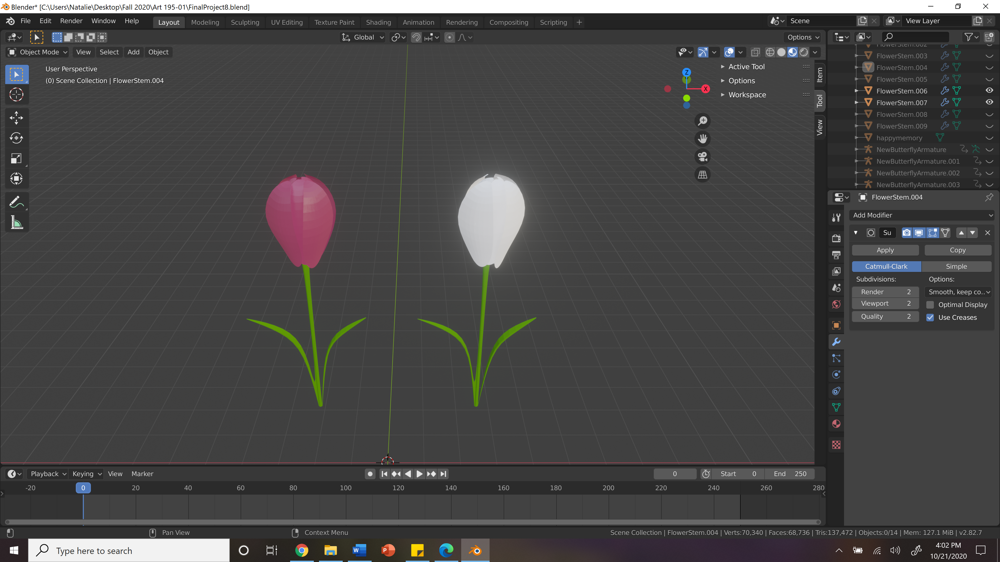 Blender* [C:\Users\Natalie\Desktop\Fall 2020\Art 195-01\FinalProject8.blend]
File Edit Render Window Help Layout Modeling Sculpting UV Editing Texture Paint Shading Animation Rendering Compositing Scripting + Scene View Layer
Global Options
Object Mode View Select Add Object
User Perspective
(0) Scene Collection | FlowerStem.004
Z
X
Active Tool
Options
Workspace
Item
Tool
View
FlowerStem.002
FlowerStem.003
FlowerStem.004
FlowerStem.005
FlowerStem.006
FlowerStem.007
FlowerStem.008
FlowerStem.009
happymemory
NewButterflyArmature
NewButterflyArmature.001
NewButterflyArmature.002
NewButterflyArmature.003
FlowerStem.004
Add Modifier
Su
Apply Copy
Catmull-Clark Simple
Subdivisions: Options:
Render 2 Smooth, keep co..
Viewport 2 Optimal Display
Quality 2 Use Creases
Playback Keying View Marker 0 Start 0 End 250
-20 0 20 40 60 80 100 120 140 160 180 200 220 240 260 280
Pan View Context Menu Scene Collection | FlowerStem.004 | Verts:70,340 | Faces:68,736 | Tris:137,472 | Objects:0/14 | Mem: 127.1 MiB | v2.82.7
Type here to search
W
P
4:02 PM
10/21/2020